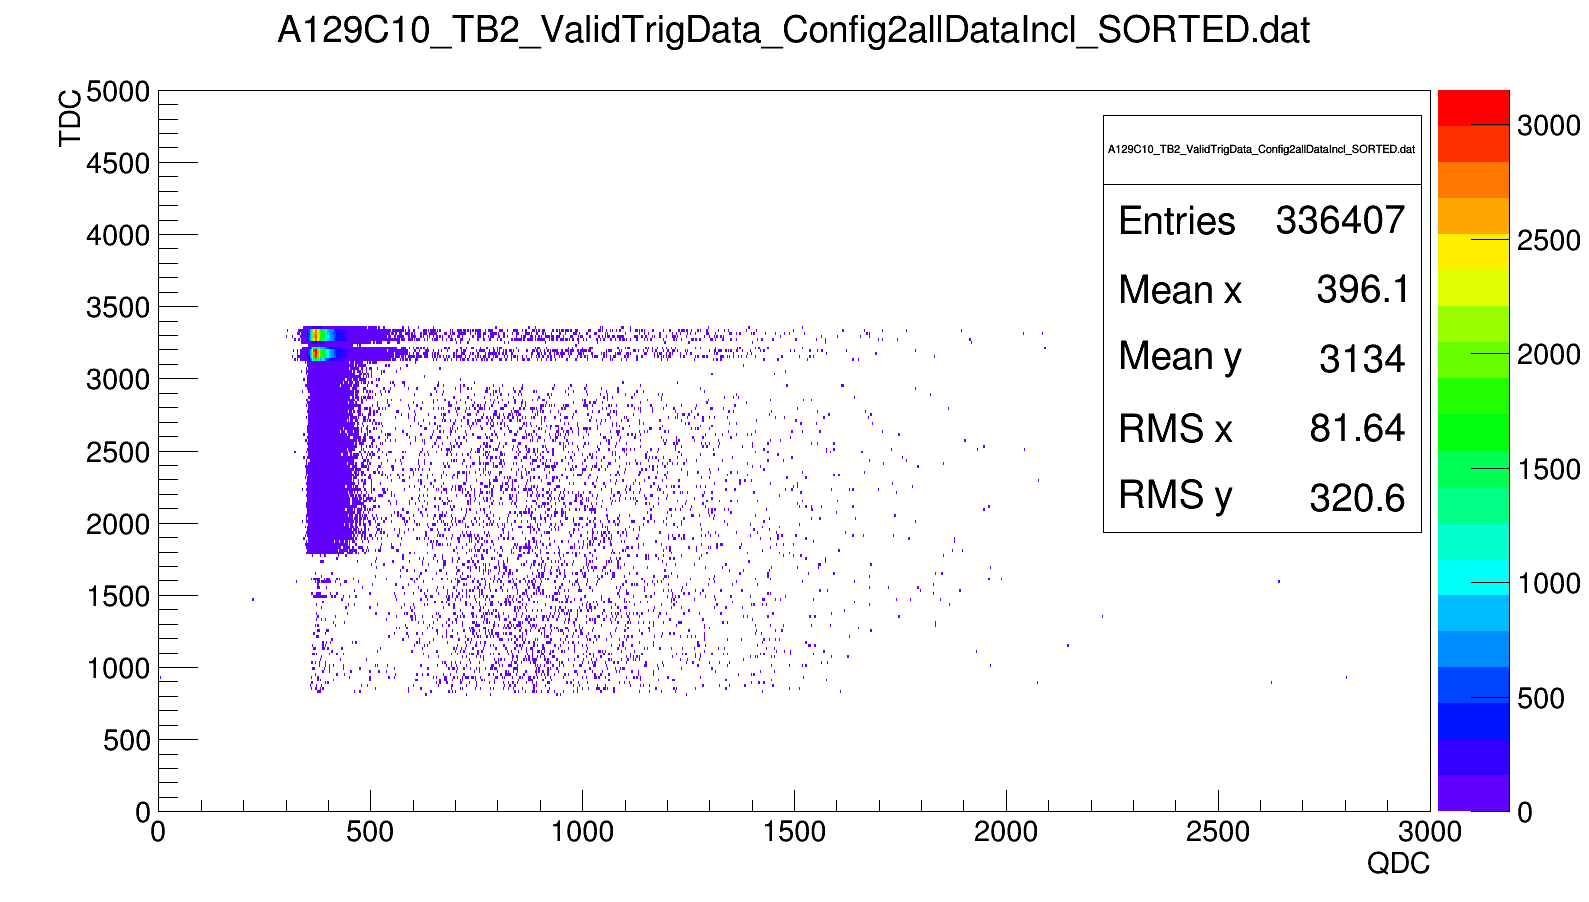 A129C10_TB2_ValidTrigData_Config2allDataIncl_SORTED.dat
TDC
5000
4500
4000
3500
3000
2500
2000
1500
1000
500
0
A129C10_TB2_ValidTrigData_Config2allDataIncl_SORTED.dat
Entries 336407
Mean x 396.1
Mean y 3134
RMS x 81.64
RMS y 320.6
3000
2500
2000
1500
1000
500
0
0 500 1000 1500 2000 2500 3000
QDC